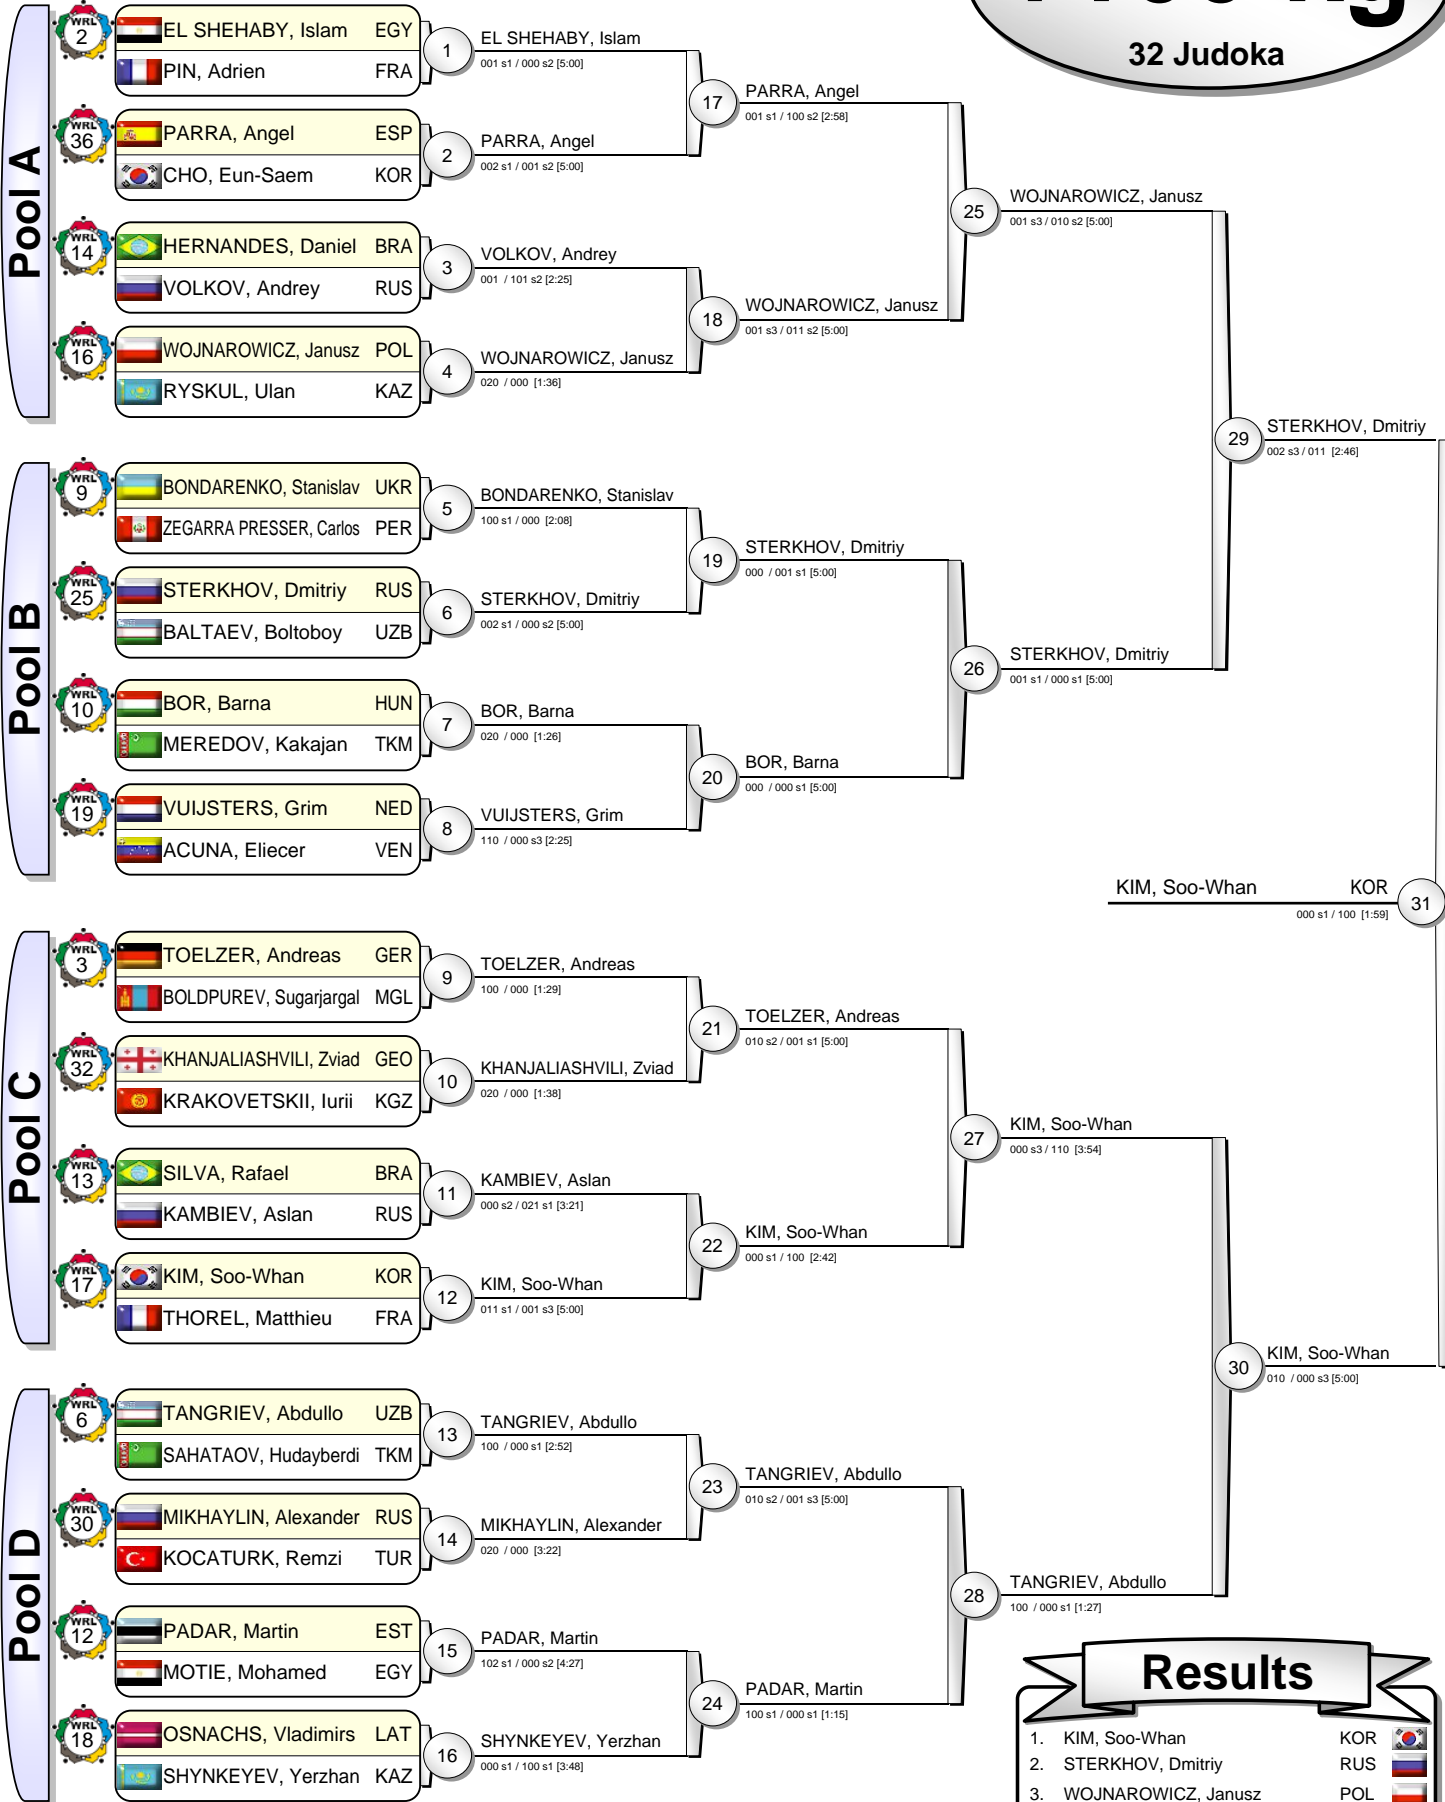 32 Judoka
Pool A
WRL 2
EL SHEHABY, Islam EGY
PIN, Adrien FRA
1
EL SHEHABY, Islam
001 s1 / 000 s2 [5:00]
WRL 36
PARRA, Angel ESP
CHO, Eun-Saem KOR
2
PARRA, Angel
002 s1 / 001 s2 [5:00]
17
PARRA, Angel
001 s1 / 100 s2 [2:58]
WRL 14
HERNANDES, Daniel BRA
VOLKOV, Andrey RUS
3
VOLKOV, Andrey
001 / 101 s2 [2:25]
WRL 16
WOJNAROWICZ, Janusz POL
RYSKUL, Ulan KAZ
4
WOJNAROWICZ, Janusz
020 / 000 [1:36]
18
WOJNAROWICZ, Janusz
001 s3 / 011 s2 [5:00]
25
WOJNAROWICZ, Janusz
001 s3 / 010 s2 [5:00]
Pool B
WRL 9
BONDARENKO, Stanislav UKR
ZEGARRA PRESSER, Carlos PER
5
BONDARENKO, Stanislav
100 s1 / 000 [2:08]
WRL 25
STERKHOV, Dmitriy RUS
BALTAEV, Boltoboy UZB
6
STERKHOV, Dmitriy
002 s1 / 000 s2 [5:00]
19
STERKHOV, Dmitriy
000 / 001 s1 [5:00]
WRL 10
BOR, Barna HUN
MEREDOV, Kakajan TKM
7
BOR, Barna
020 / 000 [1:26]
WRL 19
VUIJSTERS, Grim NED
ACUNA, Eliecer VEN
8
VUIJSTERS, Grim
110 / 000 s3 [2:25]
20
BOR, Barna
000 / 000 s1 [5:00]
26
STERKHOV, Dmitriy
001 s1 / 000 s1 [5:00]
29
STERKHOV, Dmitriy
002 s3 / 011 [2:46]
KIM, Soo-Whan KOR
000 s1 / 100 [1:59]
31
Pool C
WRL 3
TOELZER, Andreas GER
BOLDPUREV, Sugarjargal MGL
9
TOELZER, Andreas
100 / 000 [1:29]
WRL 32
KHANJALIASHVILI, Zviad GEO
KRAKOVETSKII, Iurii KGZ
10
KHANJALIASHVILI, Zviad
020 / 000 [1:38]
21
TOELZER, Andreas
010 s2 / 001 s1 [5:00]
WRL 13
SILVA, Rafael BRA
KAMBIEV, Aslan RUS
11
KAMBIEV, Aslan
000 s2 / 021 s1 [3:21]
WRL 17
KIM, Soo-Whan KOR
THOREL, Matthieu FRA
12
KIM, Soo-Whan
011 s1 / 001 s3 [5:00]
22
KIM, Soo-Whan
000 s1 / 100 [2:42]
27
KIM, Soo-Whan
000 s3 / 110 [3:54]
Pool D
WRL 6
TANGRIEV, Abdullo UZB
SAHATAOV, Hudayberdi TKM
13
TANGRIEV, Abdullo
100 / 000 s1 [2:52]
WRL 30
MIKHAYLIN, Alexander RUS
KOCATURK, Remzi TUR
14
MIKHAYLIN, Alexander
020 / 000 [3:22]
23
TANGRIEV, Abdullo
010 s2 / 001 s3 [5:00]
WRL 12
PADAR, Martin EST
MOTIE, Mohamed EGY
15
PADAR, Martin
102 s1 / 000 s2 [4:27]
WRL 18
OSNACHS, Vladimirs LAT
SHYNKEYEV, Yerzhan KAZ
16
SHYNKEYEV, Yerzhan
000 s1 / 100 s1 [3:48]
24
PADAR, Martin
100 s1 / 000 s1 [1:15]
28
TANGRIEV, Abdullo
100 / 000 s1 [1:27]
30
KIM, Soo-Whan
010 / 000 s3 [5:00]
Results
1. KIM, Soo-Whan KOR
2. STERKHOV, Dmitriy RUS
3. WOJNAROWICZ, Janusz POL